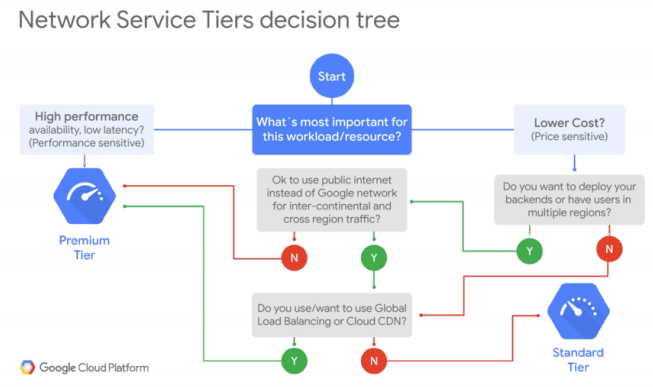 Network Service Tiers decision tree
Start
High performance
availability, low latency?
(Performance sensitive)
What´s most important for
this workload/resource?
Lower Cost?
(Price sensitive)
Ok to use public internet
instead of Google network
for inter-continental and
cross region traffic?
Do you want to deploy your
backends or have users in
multiple regions?
Premium
Tier
N
Y
Y
N
Do you use/want to use Global
Load Balancing or Cloud CDN?
Y
N
Standard
Tier
Google Cloud Platform